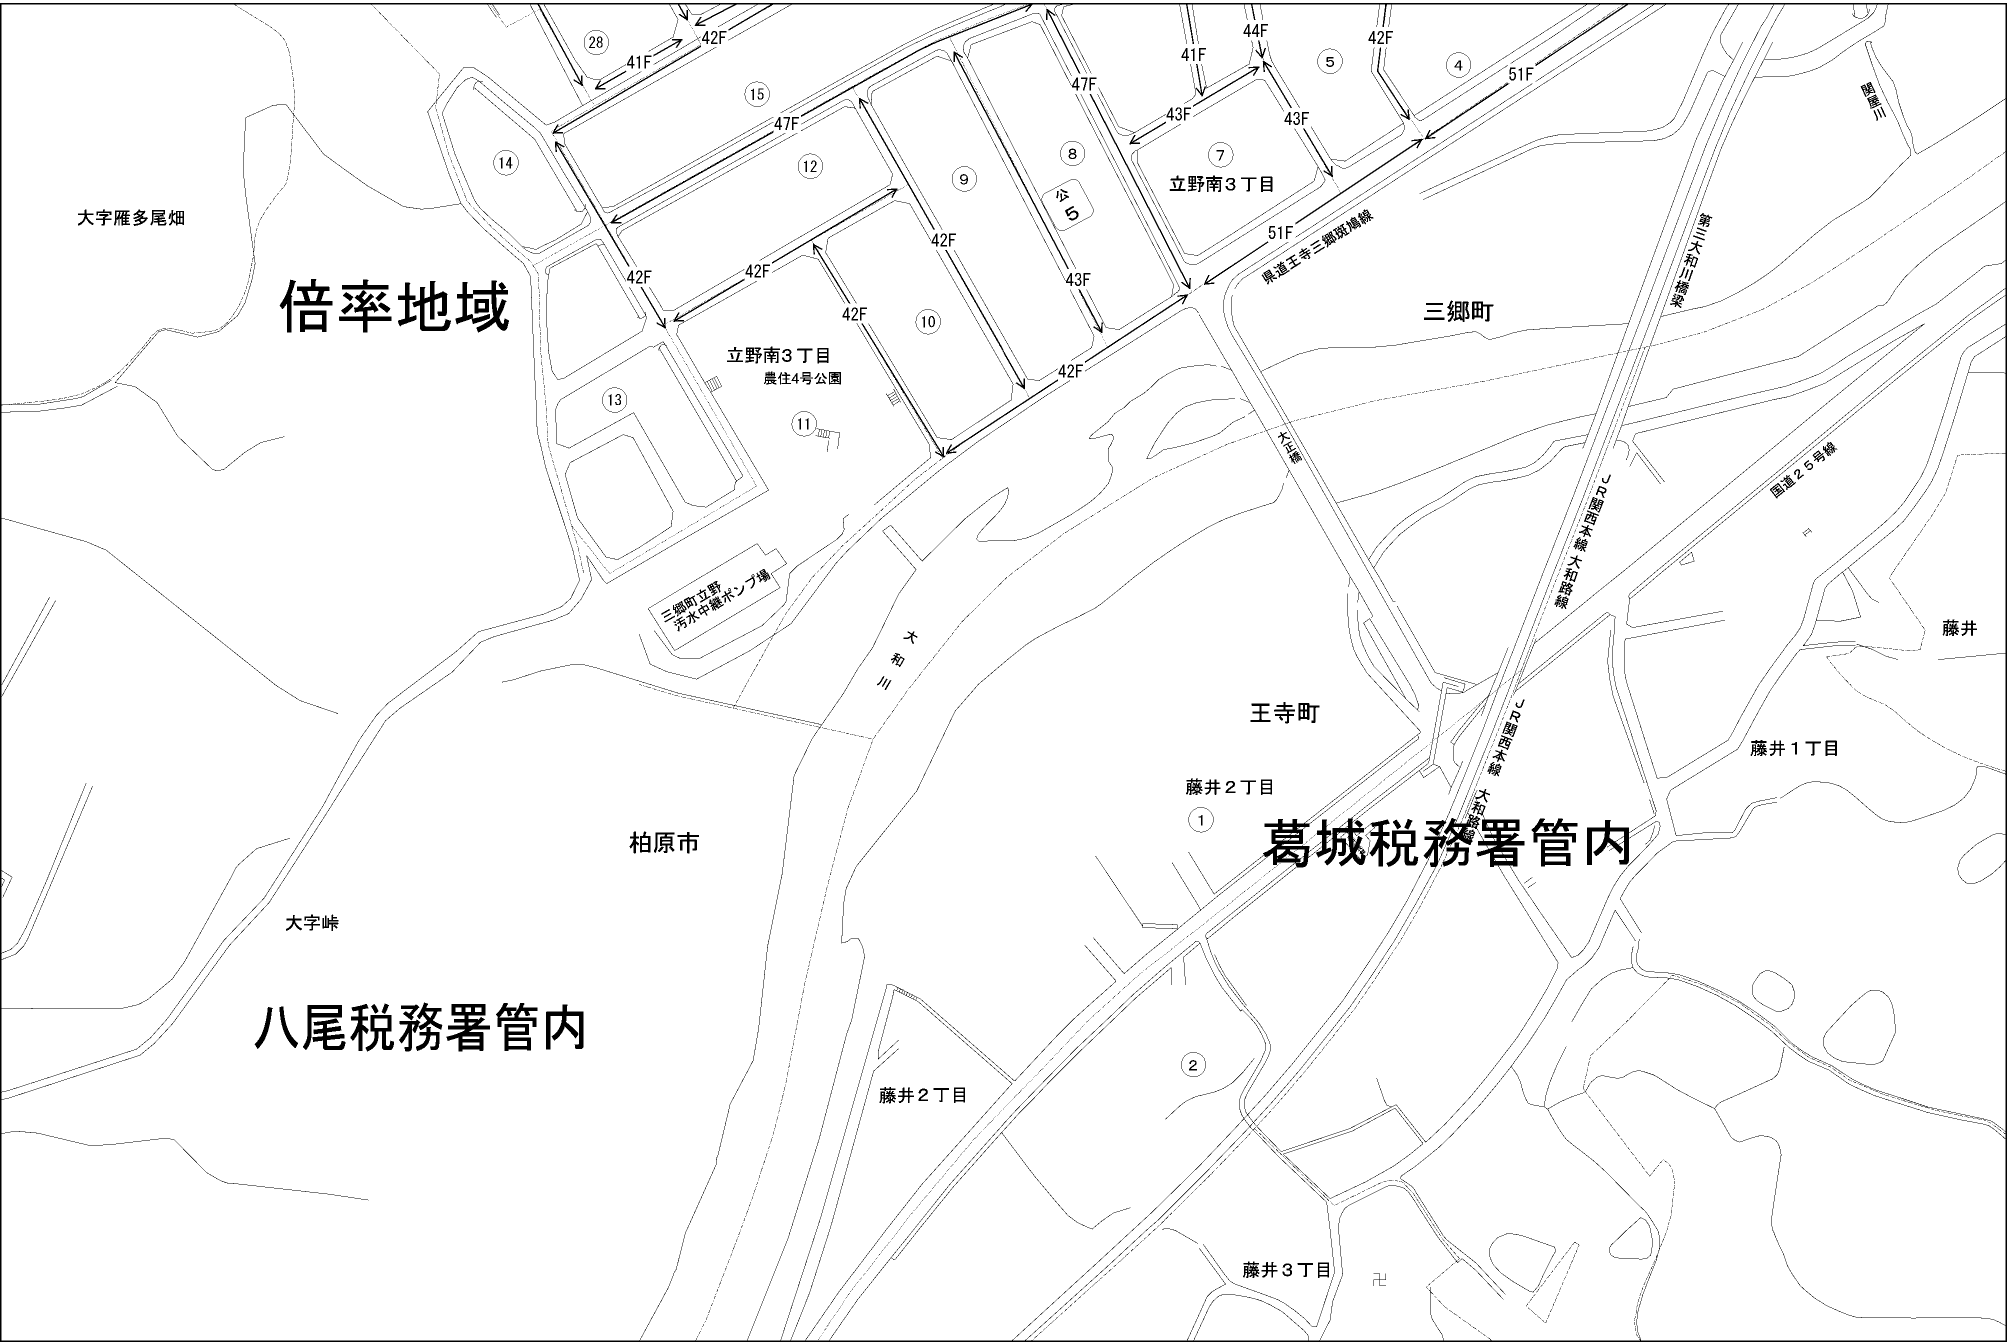 28
41F
42F
41F
44F
42F
5
4
51F
関屋川
15
47F
47F
43F
43F
14
12
9
8
7
立野南３丁目
公
5
大字雁多尾畑
倍率地域
42F
42F
42F
43F
51F
県道王寺三郷斑鳩線
第三大和川橋梁
三郷町
42F
10
立野南３丁目
農住4号公園
42F
13
11
大正橋
国道２５号線
ＪＲ関西本線 大和路線
三郷町立野
汚水中継ポンプ場
大和川
藤井
王寺町
ＪＲ関西本線 大和路線
藤井１丁目
藤井２丁目
1
柏原市
葛城税務署管内
大字峠
八尾税務署管内
2
藤井２丁目
藤井３丁目
卍